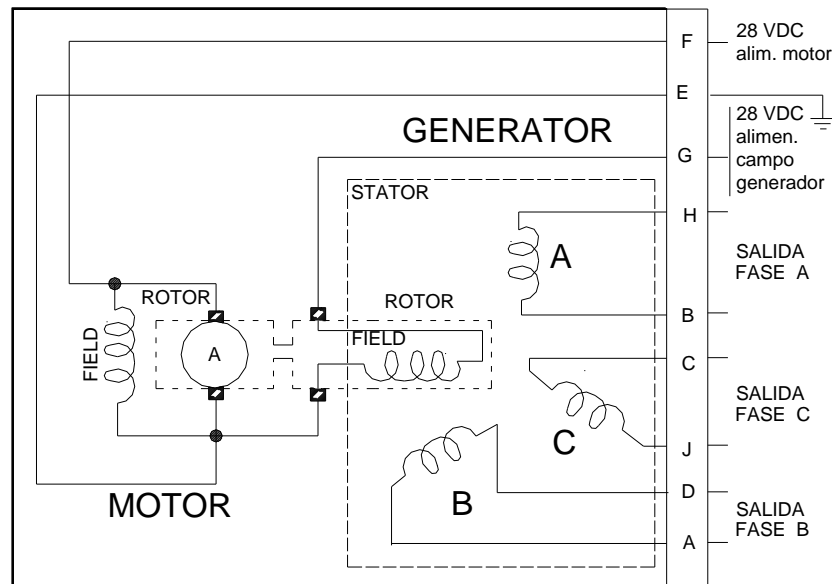 F
28 VDC
alim. motor
E
GENERATOR
28 VDC
alimen.
campo
generador
G
STATOR
H
A
SALIDA
FASE A
ROTOR
ROTOR
B
FIELD
A
FIELD
C
SALIDA
FASE C
C
J
B
D
MOTOR
SALIDA
FASE B
A